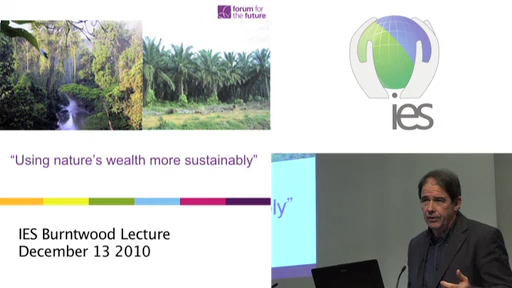 forum for
the future
"Using nature's wealth more sustainably"
IES Burntwood Lecture
December 13 2010
ies
ly"